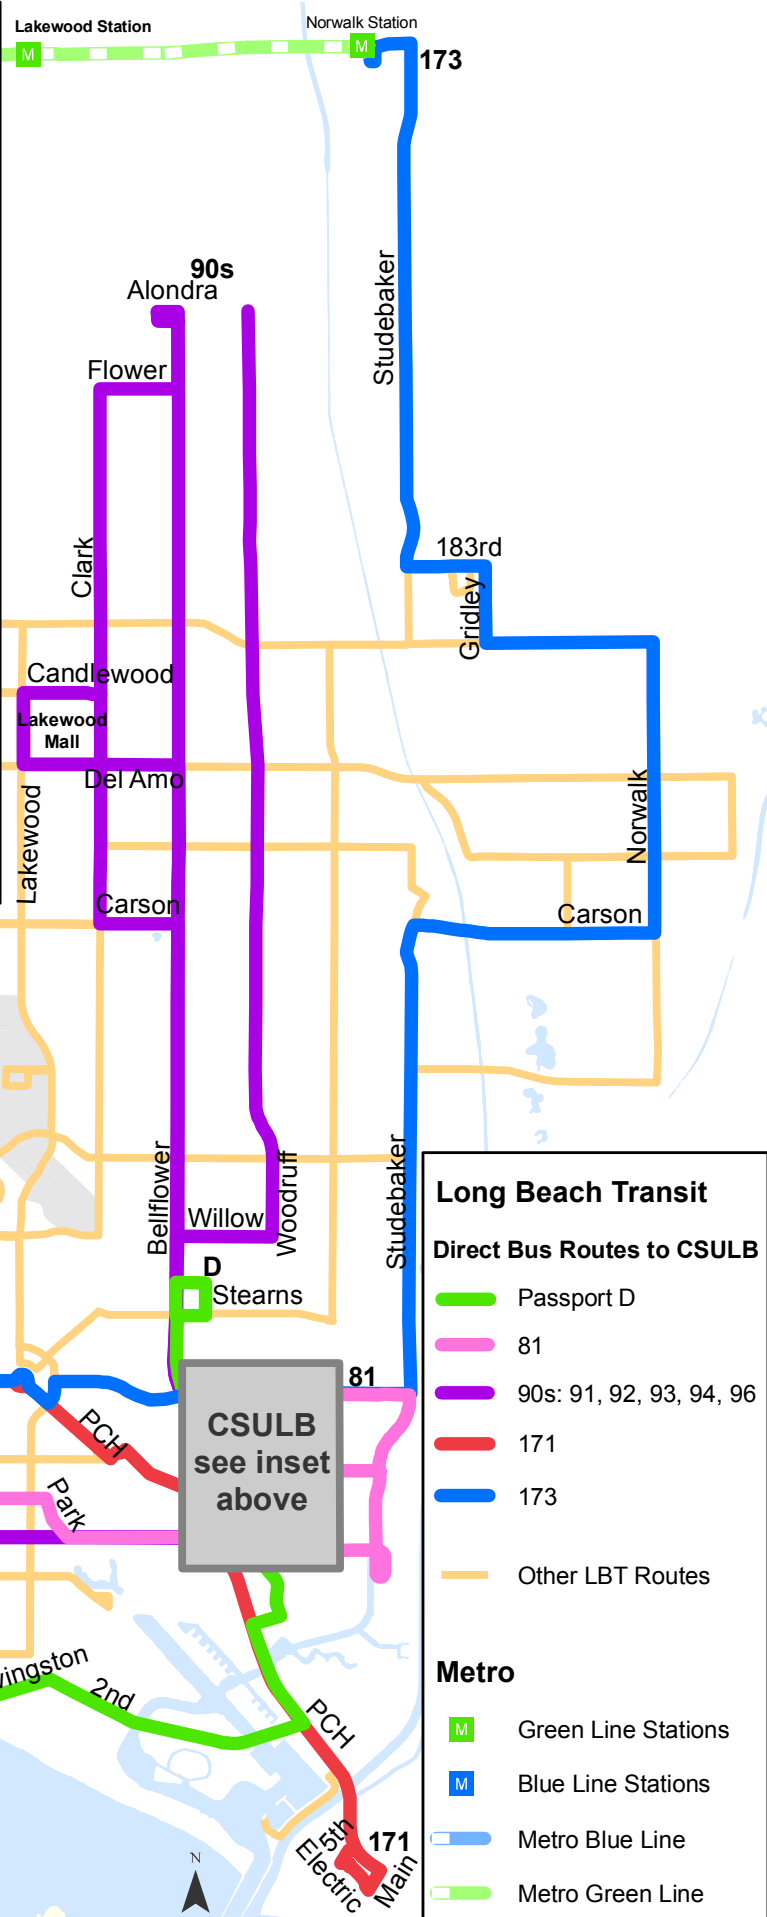 Lakewood Station
Norwalk Station
M
M
173
90s
Alondra
Studebaker
Flower
183rd
Clark
Gridley
Candlewood
Lakewood
Mall
Del Amo
Lakewood
Norwalk
Carson
Carson
Bellflower
Willow
Woodruff
Studebaker
D
Stearns
81
CSULB
see inset
above
PCH
Park
vingston
2nd
PCH
5th
171
Electric
Main
N
Long Beach Transit
Direct Bus Routes to CSULB
Passport D
81
90s: 91, 92, 93, 94, 96
171
173
Other LBT Routes
Metro
M Green Line Stations
M Blue Line Stations
Metro Blue Line
Metro Green Line